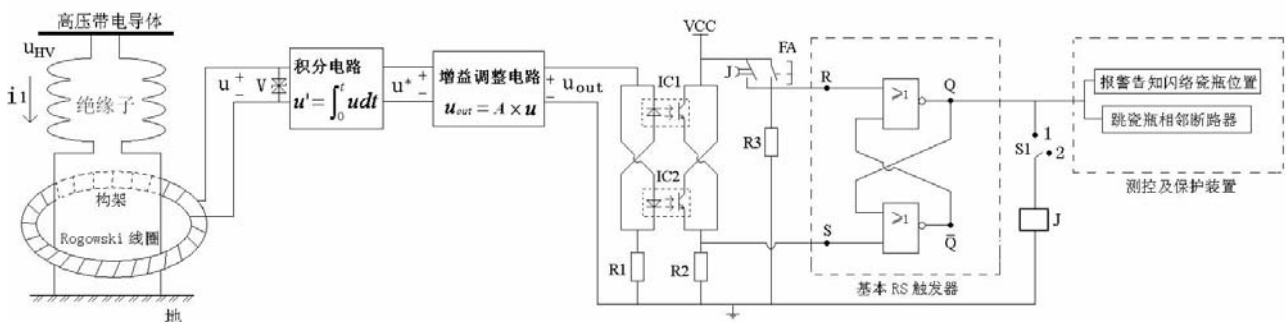 高压带电导体
uHV
i1
绝缘子
构架
Rogowski 线圈
地
u
+
-
V
积分电路
u' = ∫₀ᵗ udt
u*
+
-
增益调整电路
uout = A × u
+
-
uout
IC1
IC2
R1
R2
VCC
J
FA
R3
R
S
≥1
≥1
Q
Q̄
基本 RS 触发器
S1
1
2
J
报警告知闪络瓷瓶位置
跳瓷瓶相邻断路器
测控及保护装置